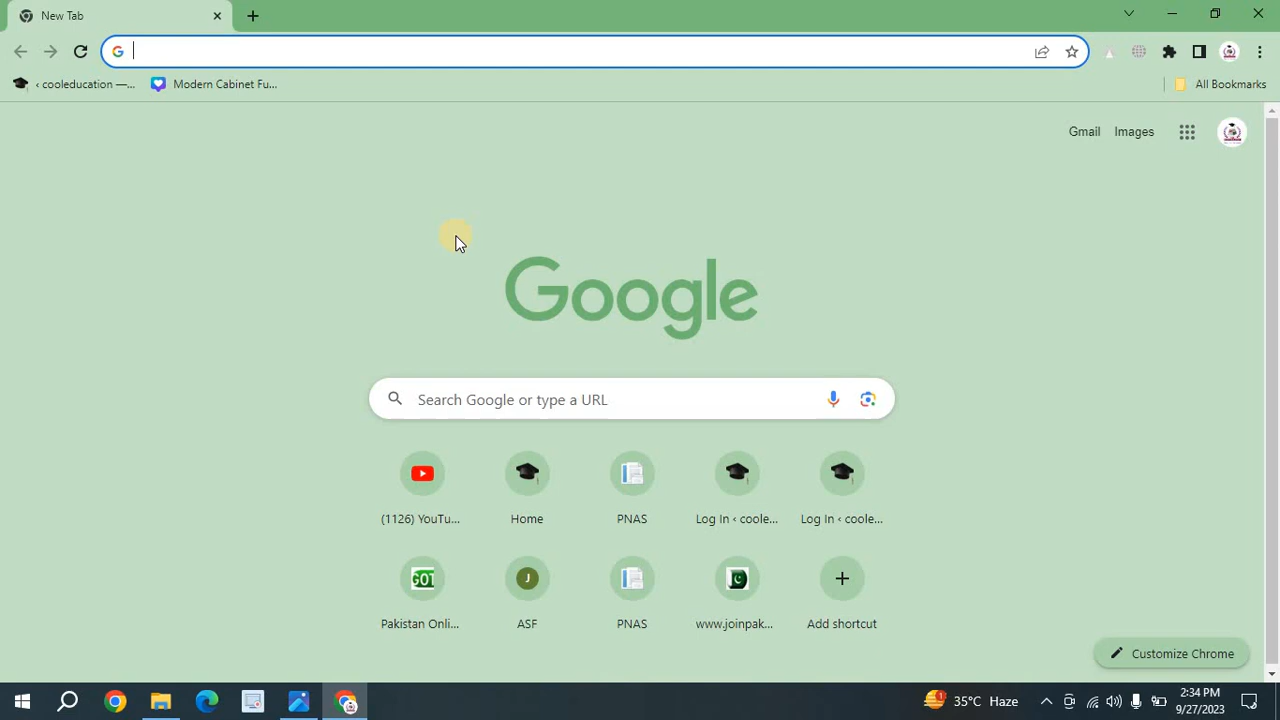 New Tab
‹ cooleducation —...
Modern Cabinet Fu...
All Bookmarks
Gmail
Images
Google
Search Google or type a URL
(1126) YouTu...
Home
PNAS
Log In ‹ coole...
Log In ‹ coole...
GOT
J
Pakistan Onli...
ASF
PNAS
www.joinpak...
Add shortcut
Customize Chrome
1
35°C Haze
2:34 PM
9/27/2023